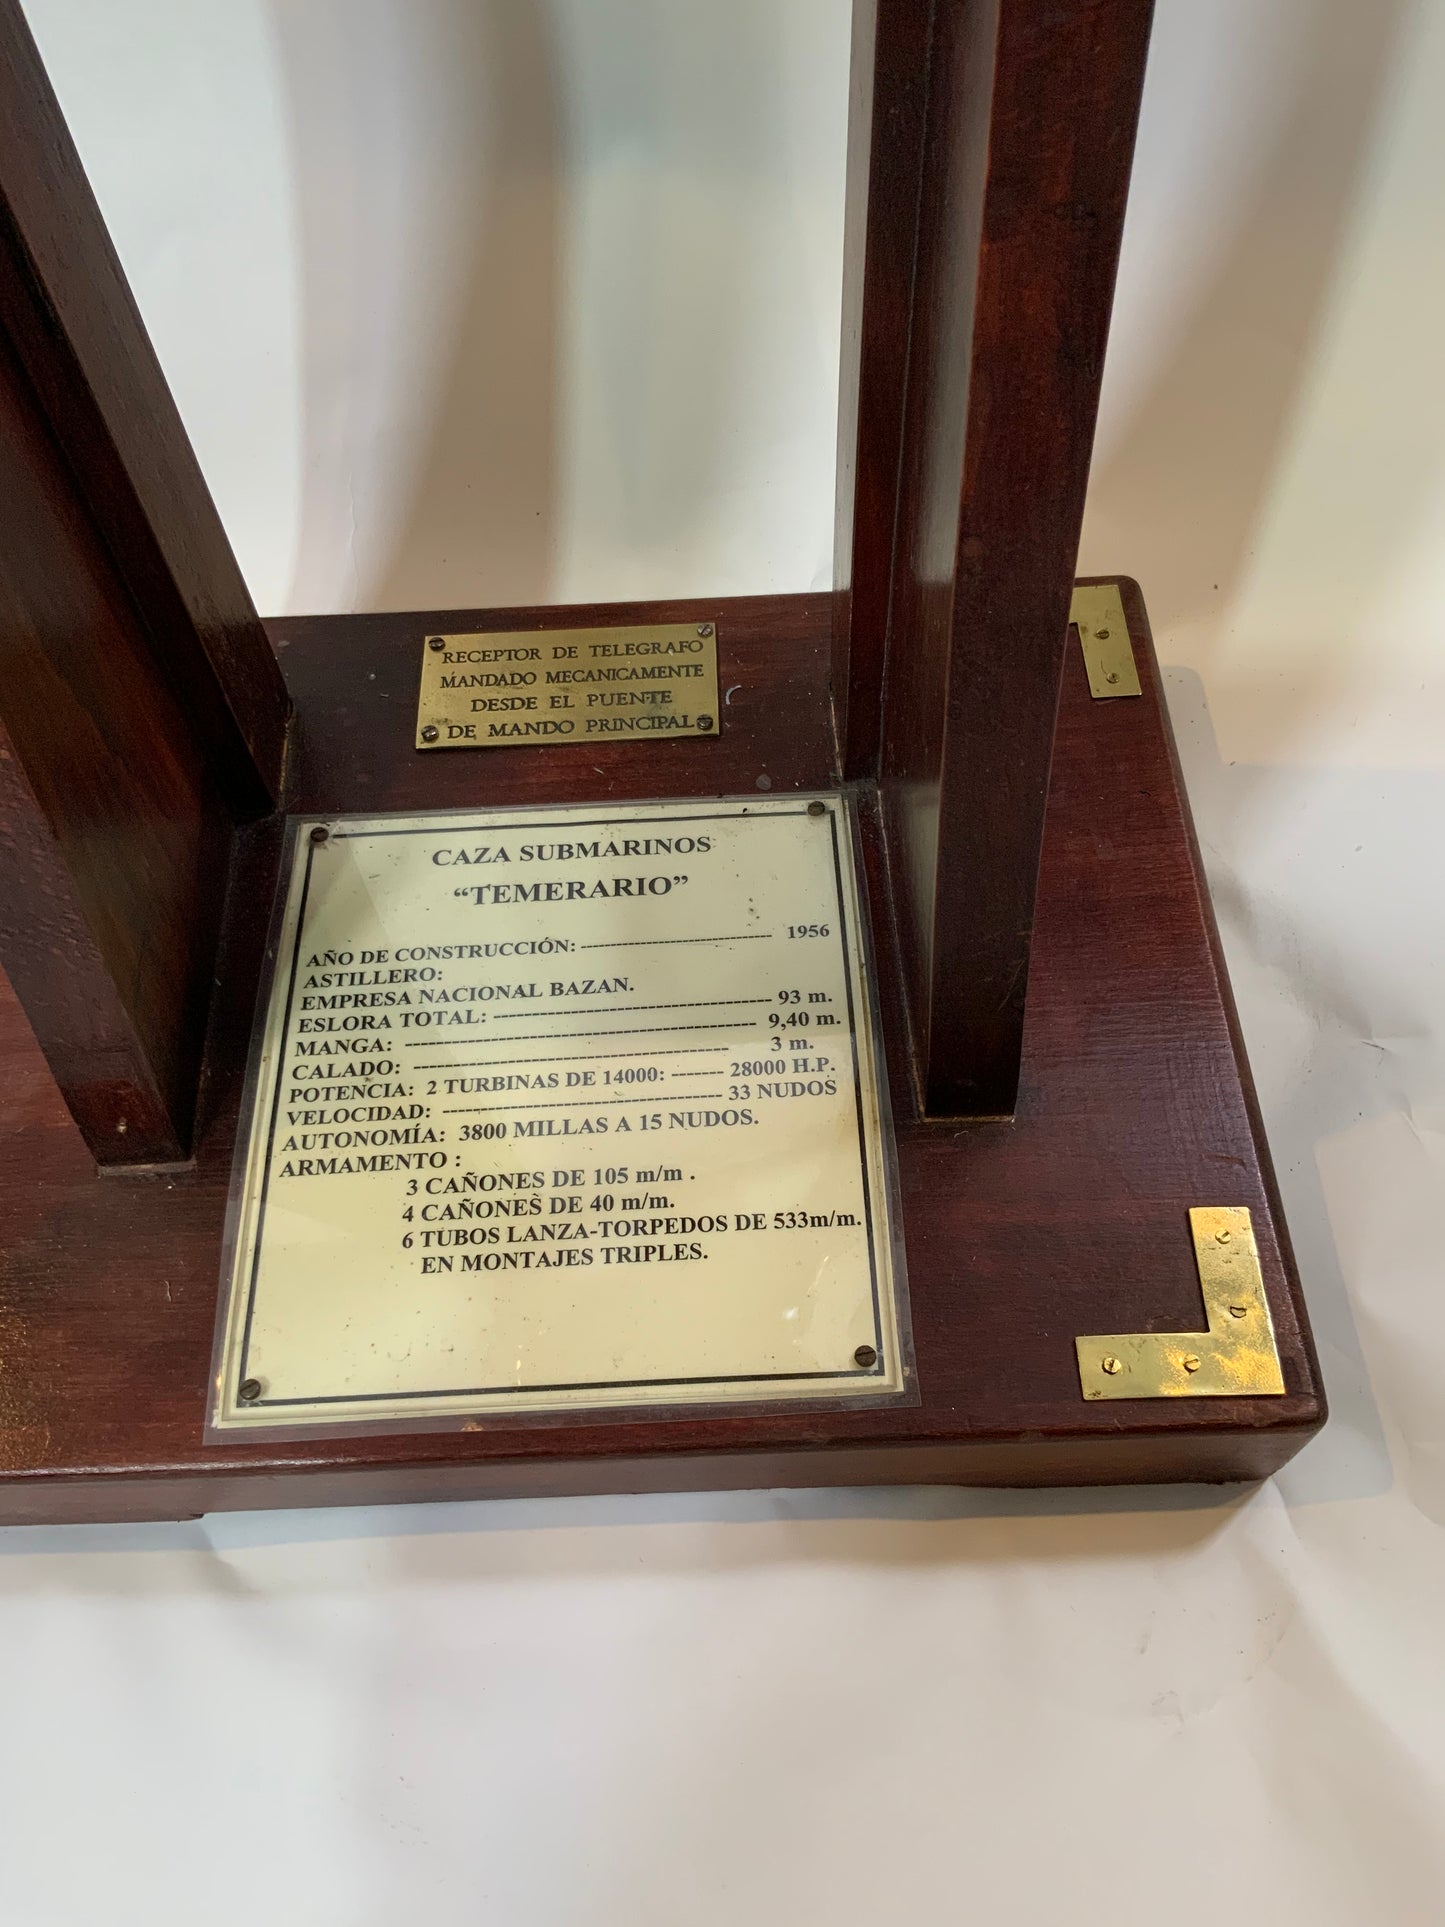 RECEPTOR DE TELEGRAFO
MANDADO MECANICAMENTE
DESDE EL PUENTE
DE MANDO PRINCIPAL
CAZA SUBMARINOS
“TEMERARIO”
AÑO DE CONSTRUCCIÓN: -------------------------------- 1956
ASTILLERO:
EMPRESA NACIONAL BAZAN.
ESLORA TOTAL: ---------------------------------------- 93 m.
MANGA: -------------------------------------------------- 9,40 m.
CALADO: --------------------------------------------- 3 m.
POTENCIA: 2 TURBINAS DE 14000: -------- 28000 H.P.
VELOCIDAD: ---------------------------------------- 33 NUDOS
AUTONOMÍA: 3800 MILLAS A 15 NUDOS.
ARMAMENTO :
3 CAÑONES DE 105 m/m .
4 CAÑONES DE 40 m/m.
6 TUBOS LANZA-TORPEDOS DE 533m/m.
EN MONTAJES TRIPLES.